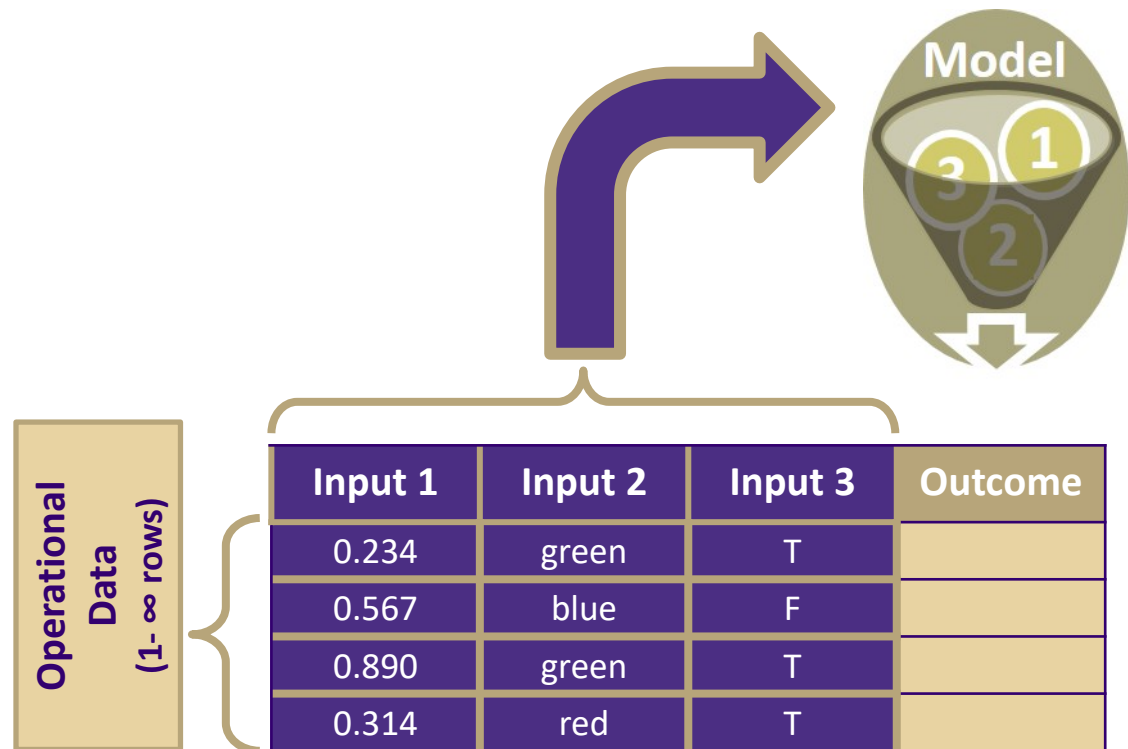 Model
1
3
2
Operational
Data
(1- ∞ rows)
Input 1 Input 2 Input 3 Outcome
0.234 green T
0.567 blue F
0.890 green T
0.314 red T